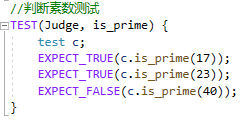 //判断素数测试
TEST(Judge, is_prime) {
    test c;
    EXPECT_TRUE(c.is_prime(17));
    EXPECT_TRUE(c.is_prime(23));
    EXPECT_FALSE(c.is_prime(40));
}